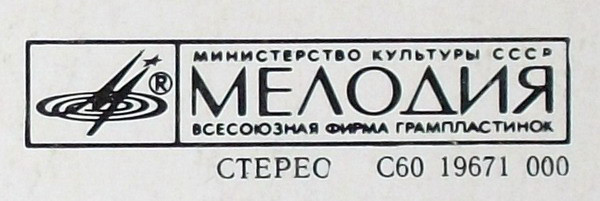 МИНИСТЕРСТВО КУЛЬТУРЫ СССР
®
МЕЛОДИЯ
ВСЕСОЮЗНАЯ ФИРМА ГРАМПЛАСТИНОК
СТЕРЕО С60 19671 000